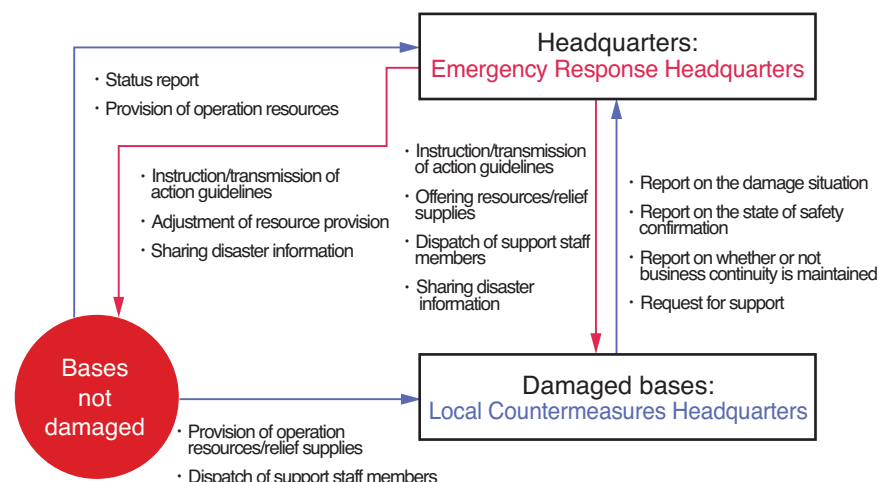 Headquarters:
Emergency Response Headquarters
・Status report
・Provision of operation resources
・Instruction/transmission of
action guidelines
・Adjustment of resource provision
・Sharing disaster information
・Instruction/transmission
of action guidelines
・Offering resources/relief
supplies
・Dispatch of support staff
members
・Sharing disaster
information
・Report on the damage situation
・Report on the state of safety
confirmation
・Report on whether or not
business continuity is maintained
・Request for support
Bases
not
damaged
Damaged bases:
Local Countermeasures Headquarters
・Provision of operation
resources/relief supplies
・Dispatch of support staff members